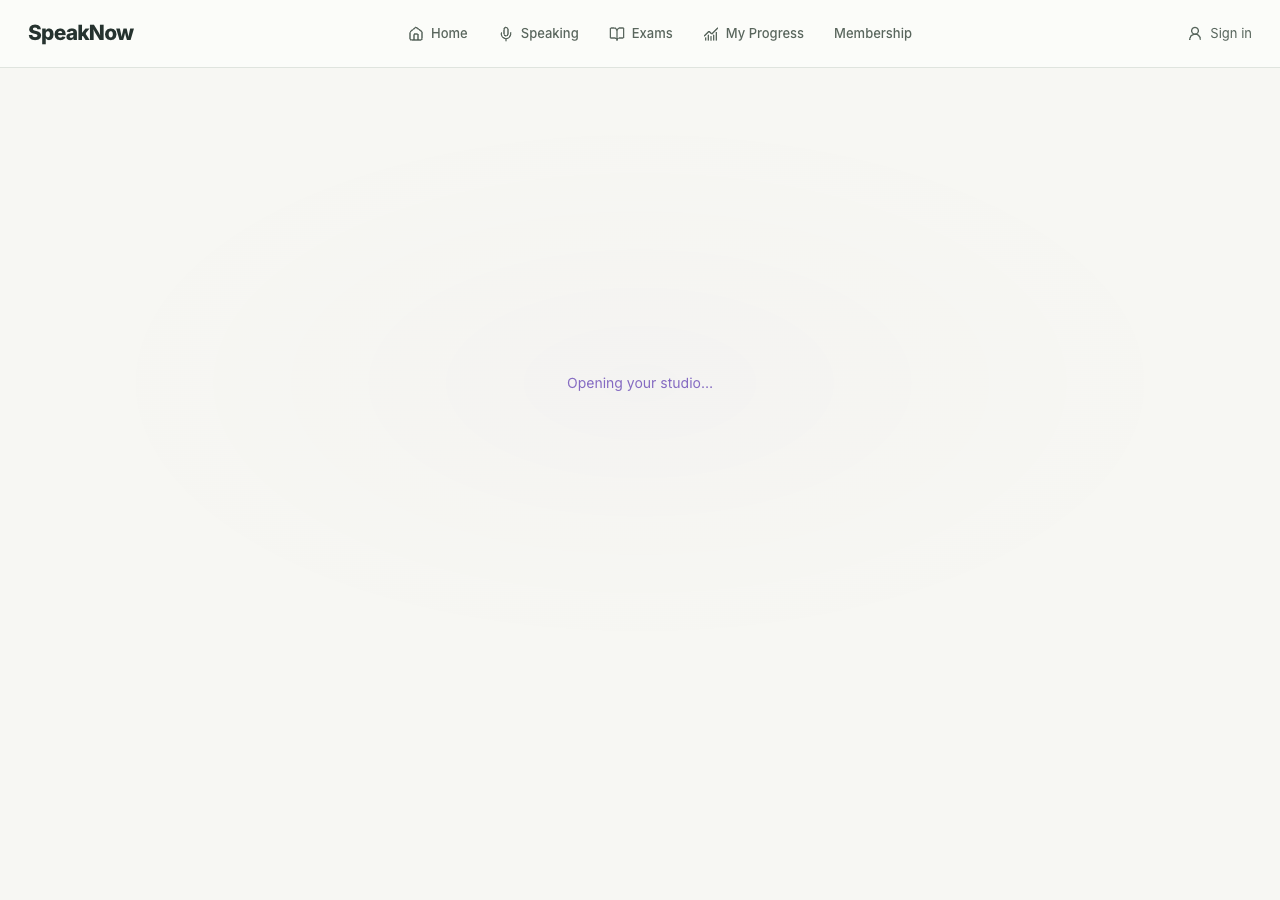 SpeakNow
Home
Speaking
Exams
My Progress
Membership
Sign in
Opening your studio...